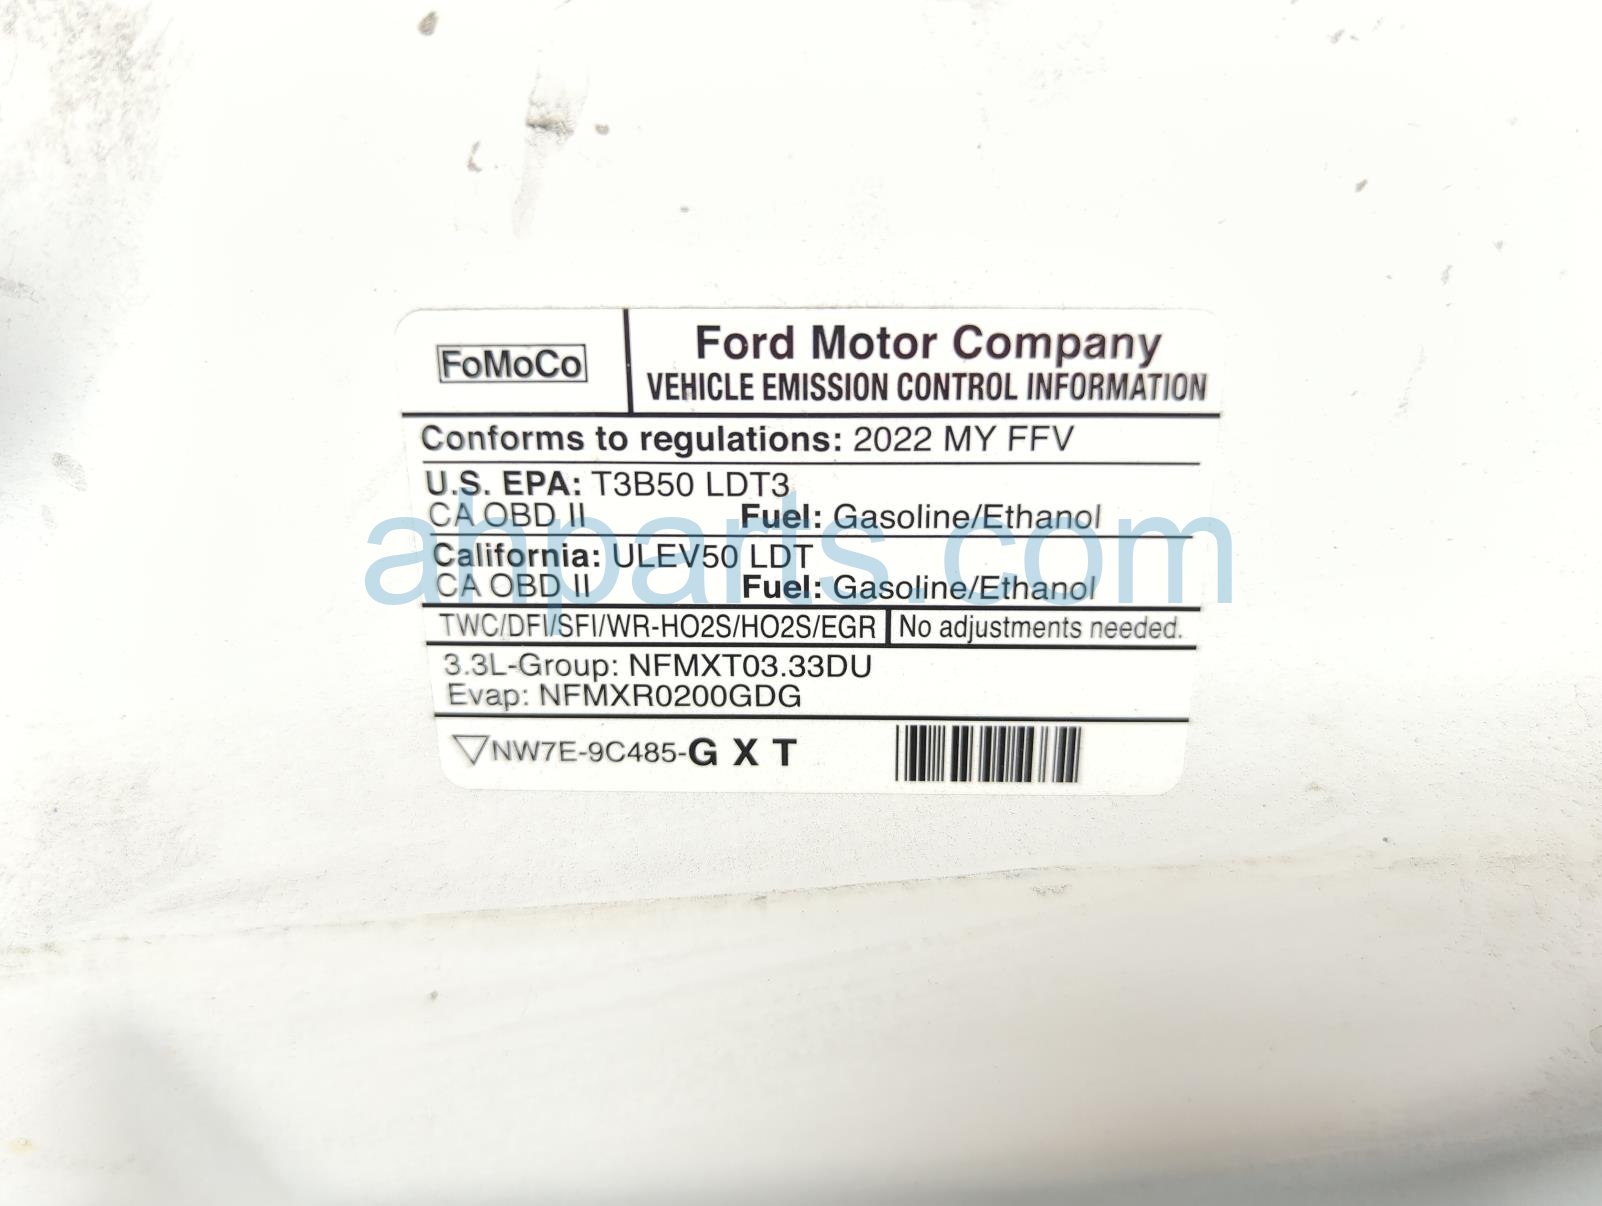 FoMoCo
Ford Motor Company
VEHICLE EMISSION CONTROL INFORMATION
Conforms to regulations: 2022 MY FFV
U.S. EPA: T3B50 LDT3
CA OBD II Fuel: Gasoline/Ethanol
California: ULEV50 LDT
CA OBD II Fuel: Gasoline/Ethanol
TWC/DFI/SFI/WR-HO2S/HO2S/EGR No adjustments needed.
3.3L-Group: NFMXT03.33DU
Evap: NFMXR0200GDG
NW7E-9C485-G X T
ahparts.com